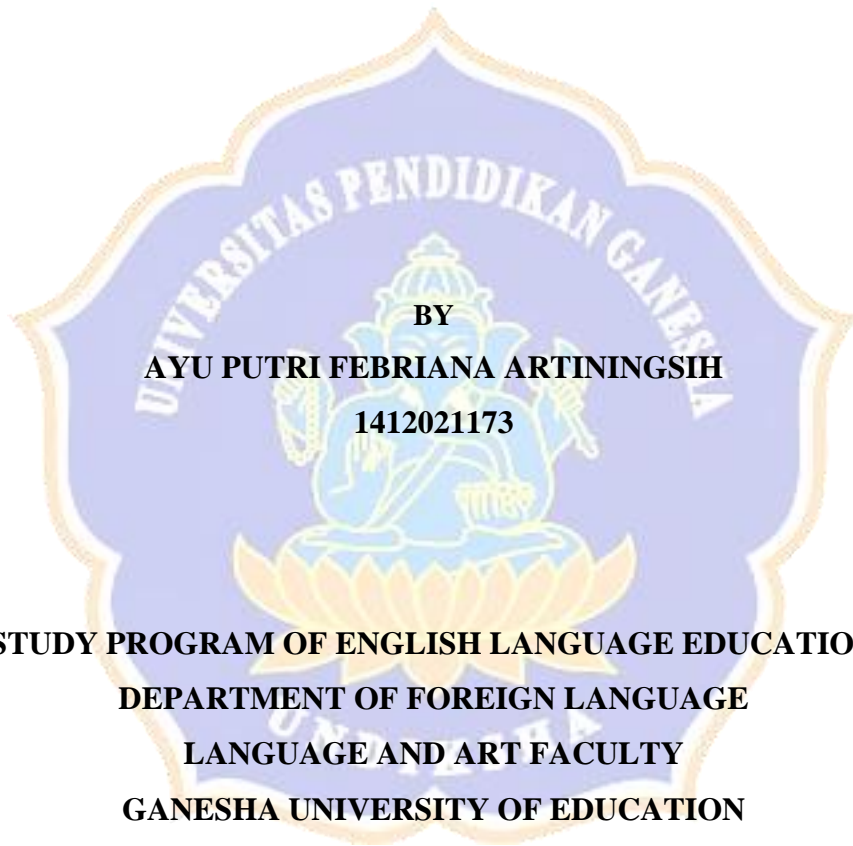 UNIVERSITAS PENDIDIKAN GANESHA
BY
AYU PUTRI FEBRIANA ARTININGSIH
1412021173
STUDY PROGRAM OF ENGLISH LANGUAGE EDUCATIO
DEPARTMENT OF FOREIGN LANGUAGE
LANGUAGE AND ART FACULTY
UNDIKSHA
GANESHA UNIVERSITY OF EDUCATION